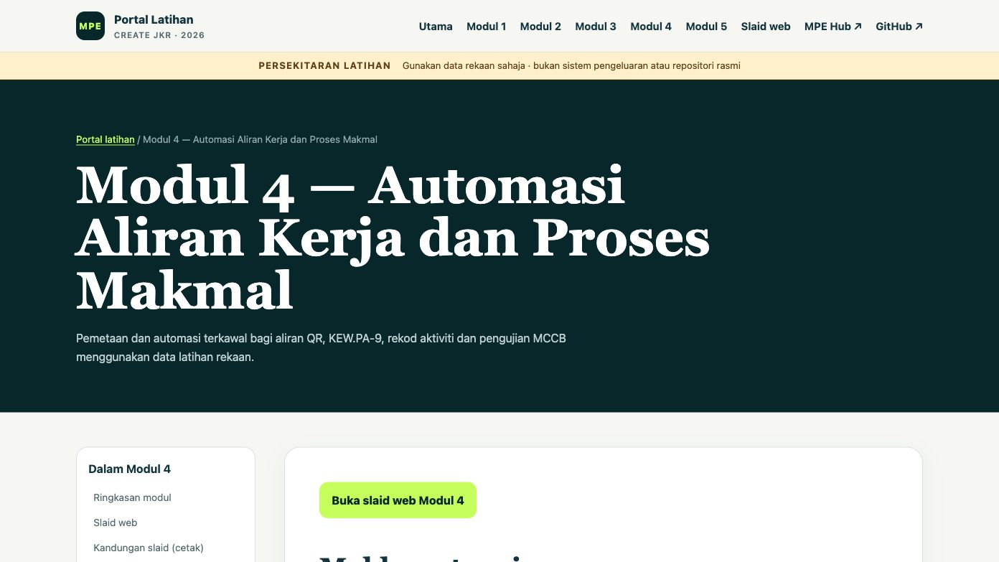 MPE
Portal Latihan
CREATE JKR · 2026
Utama Modul 1 Modul 2 Modul 3 Modul 4 Modul 5 Slaid web MPE Hub ↗ GitHub ↗
PERSEKITARAN LATIHAN Gunakan data rekaan sahaja · bukan sistem pengeluaran atau repositori rasmi
Portal latihan / Modul 4 — Automasi Aliran Kerja dan Proses Makmal
Modul 4 — Automasi
Aliran Kerja dan Proses
Makmal
Pemetaan dan automasi terkawal bagi aliran QR, KEW.PA-9, rekod aktiviti dan pengujian MCCB
menggunakan data latihan rekaan.
Dalam Modul 4
Ringkasan modul
Slaid web
Kandungan slaid (cetak)
Buka slaid web Modul 4